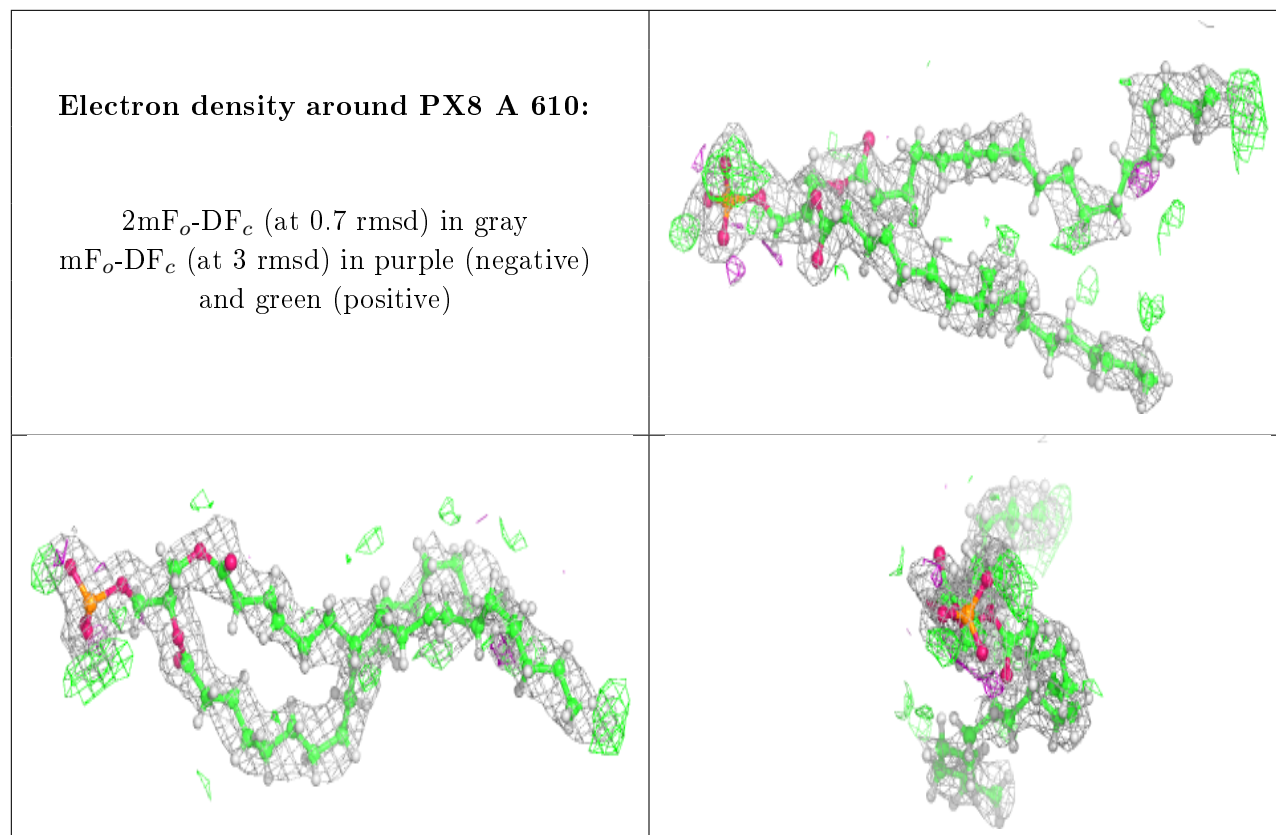 Electron density around PX8 A 610:
2mFₒ-DF𝒸 (at 0.7 rmsd) in gray
mFₒ-DF𝒸 (at 3 rmsd) in purple (negative)
and green (positive)